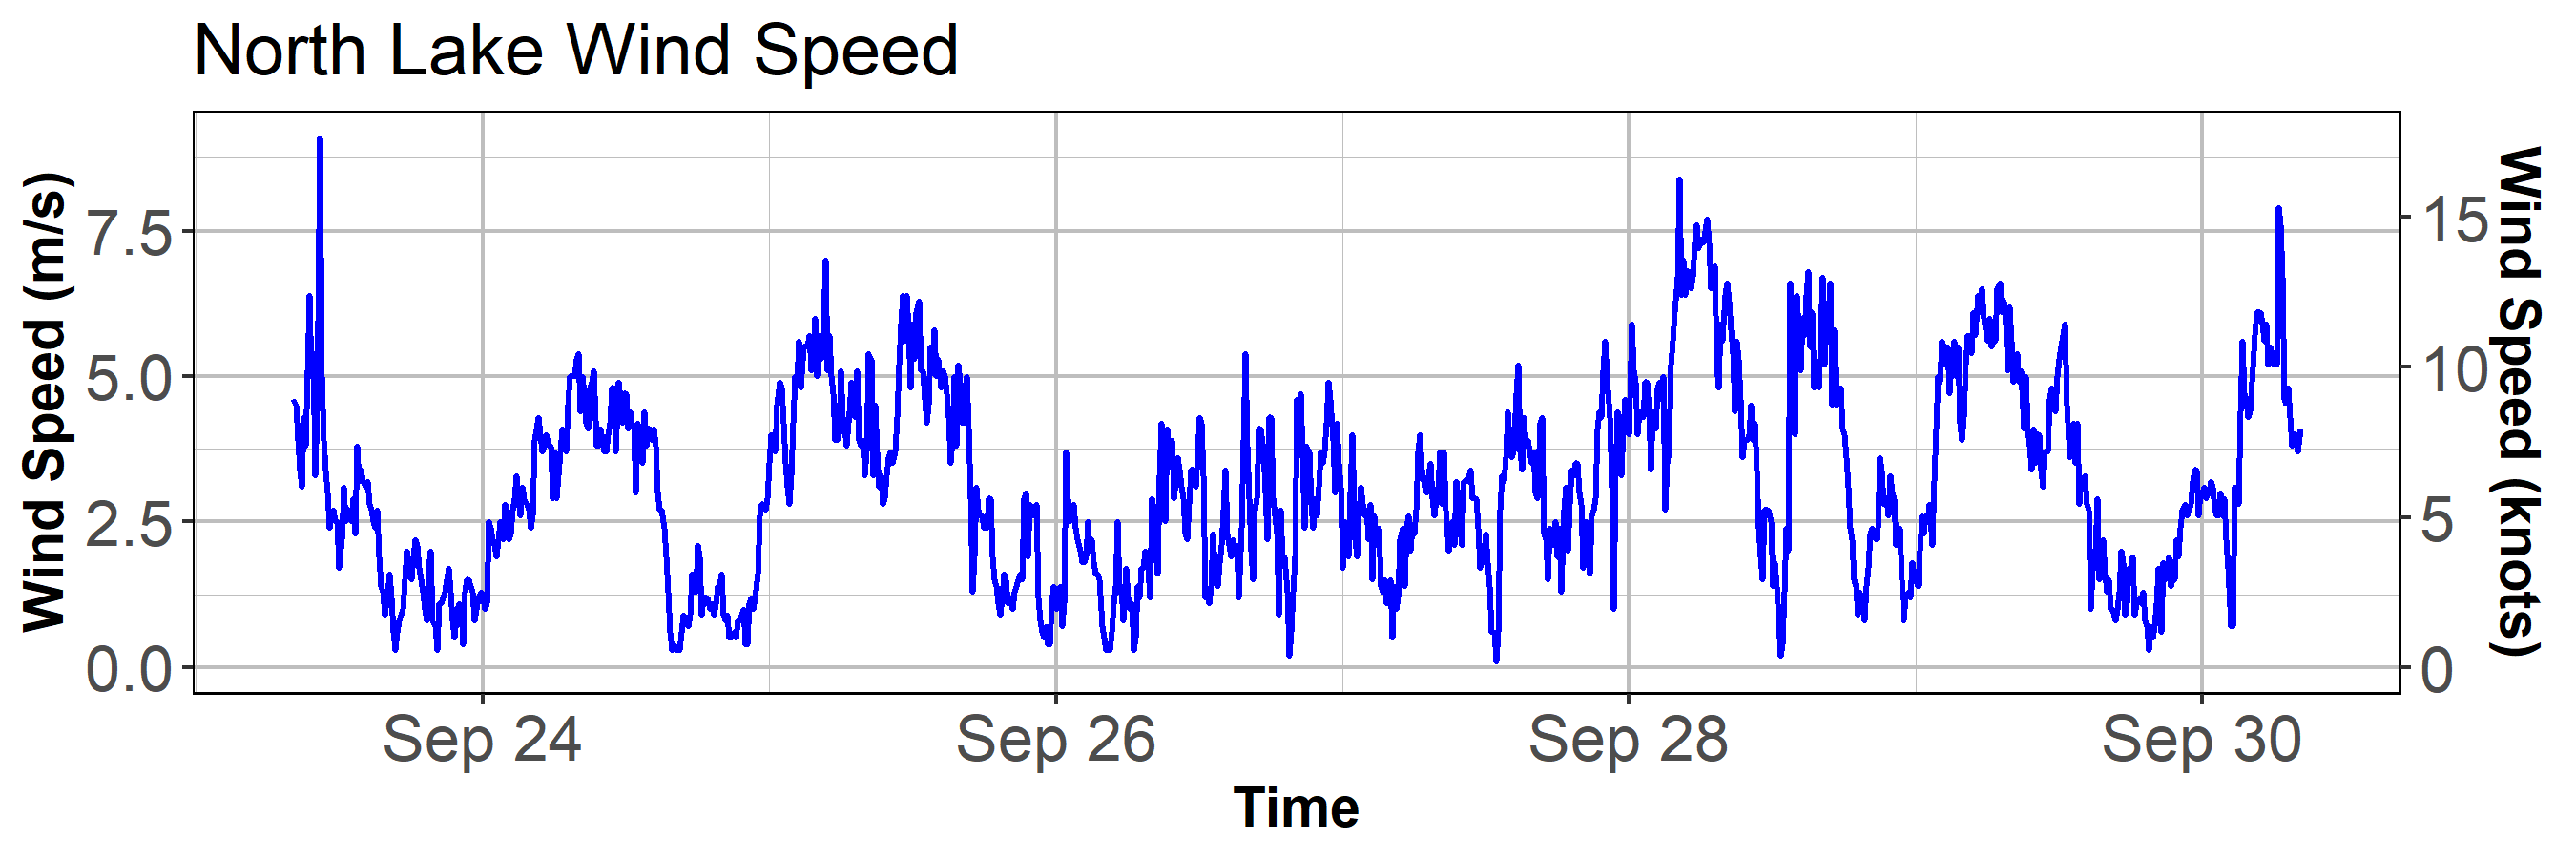 North Lake Wind Speed
Wind Speed (m/s)
7.5
5.0
2.5
0.0
15
10
5
0
Wind Speed (knots)
Sep 24
Sep 26
Sep 28
Sep 30
Time